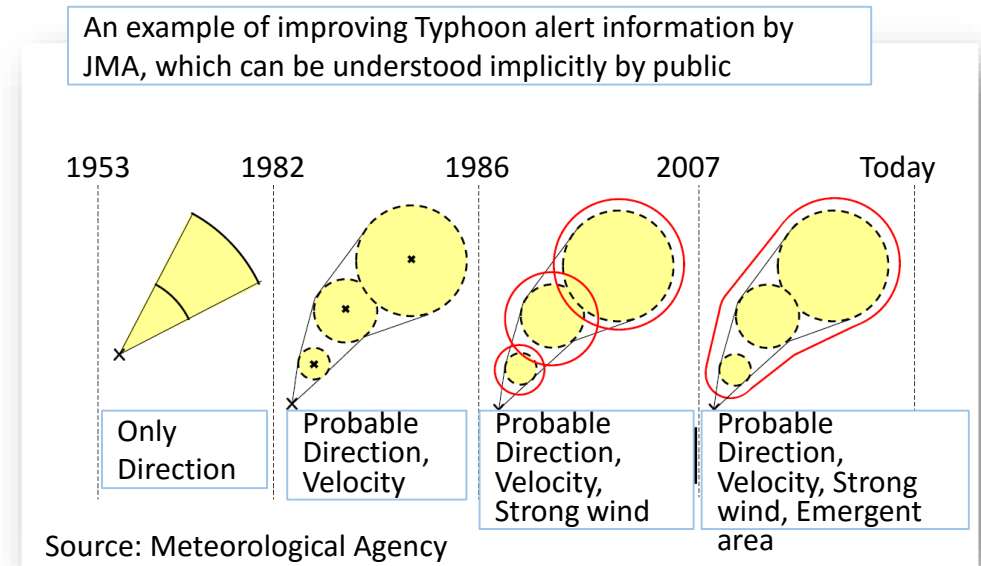 An example of improving Typhoon alert information by
JMA, which can be understood implicitly by public
1953
1982
1986
2007
Today
Only
Direction
Probable
Direction,
Velocity
Probable
Direction,
Velocity,
Strong wind
Probable
Direction,
Velocity, Strong
wind, Emergent
area
Source: Meteorological Agency